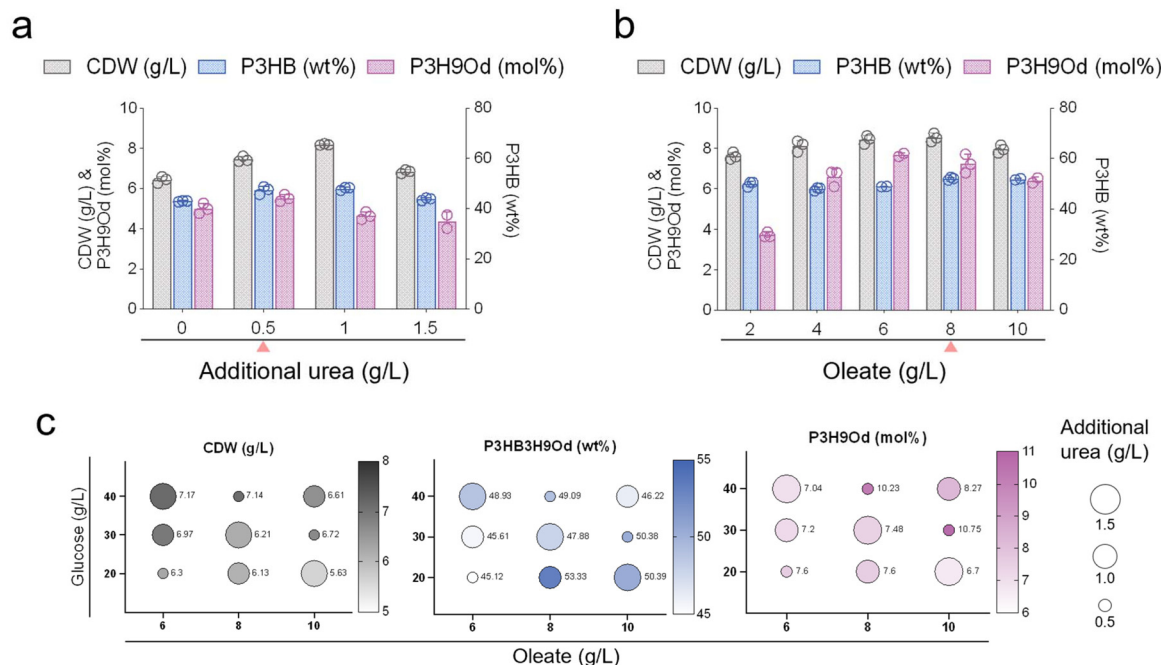 a
CDW (g/L) P3HB (wt%) P3H9Od (mol%)
CDW (g/L) &
P3H9Od (mol%)
10
8
6
4
2
0
80
60
40
20
0
P3HB
(wt%)
0 0.5 1 1.5
Additional urea (g/L)
b
CDW (g/L) P3HB (wt%) P3H9Od (mol%)
CDW (g/L) &
P3H9Od (mol%)
10
8
6
4
2
0
80
60
40
20
0
P3HB
(wt%)
2 4 6 8 10
Oleate (g/L)
c
Glucose (g/L)
CDW (g/L)
40 7.17 7.14 6.61
30 6.97 6.21 6.72
20 6.3 6.13 5.63
6 8 10
8
7
6
5
P3HB3H9Od (wt%)
40 48.93 49.09 46.22
30 45.61 47.88 50.38
20 45.12 53.33 50.39
6 8 10
55
50
45
P3H9Od (mol%)
40 7.04 10.23 8.27
30 7.2 7.48 10.75
20 7.6 7.6 6.7
6 8 10
11
10
9
8
7
6
Additional
urea (g/L)
1.5
1.0
0.5
Oleate (g/L)